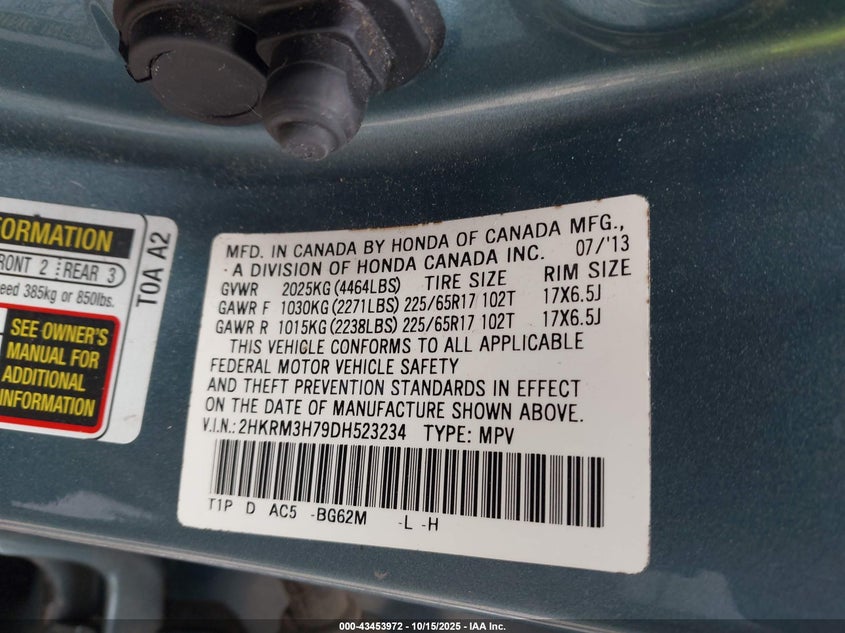 FORMATION
FRONT 2 REAR 3
eed 385kg or 850lbs.
SEE OWNER'S
MANUAL FOR
ADDITIONAL
INFORMATION
T0A A2
MFD. IN CANADA BY HONDA OF CANADA MFG.,
A DIVISION OF HONDA CANADA INC. 07/'13
GVWR 2025KG (4464LBS) TIRE SIZE RIM SIZE
GAWR F 1030KG (2271LBS) 225/65R17 102T 17X6.5J
GAWR R 1015KG (2238LBS) 225/65R17 102T 17X6.5J
THIS VEHICLE CONFORMS TO ALL APPLICABLE
FEDERAL MOTOR VEHICLE SAFETY
AND THEFT PREVENTION STANDARDS IN EFFECT
ON THE DATE OF MANUFACTURE SHOWN ABOVE.
V.I.N.: 2HKRM3H79DH523234 TYPE: MPV
T1P D AC5 -BG62M -L -H
000-43453972 - 10/15/2025 - IAA Inc.